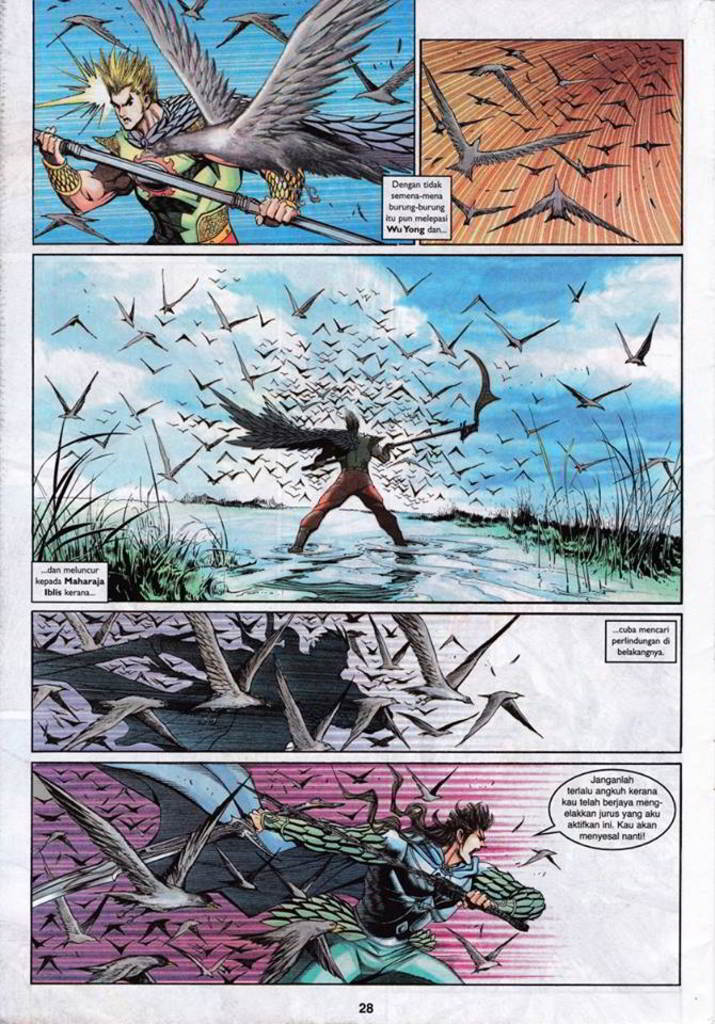 Dengan tidak
semena-mena
burung-burung
itu pun melepasi
Wu Yong dan...
...dan meluncur
kepada Maharaja
Iblis kerana...
...cuba mencari
perlindungan di
belakangnya.
Janganlah
terlalu angkuh kerana
kau telah berjaya meng-
elakkan jurus yang aku
aktifkan ini. Kau akan
menyesal nanti!
28